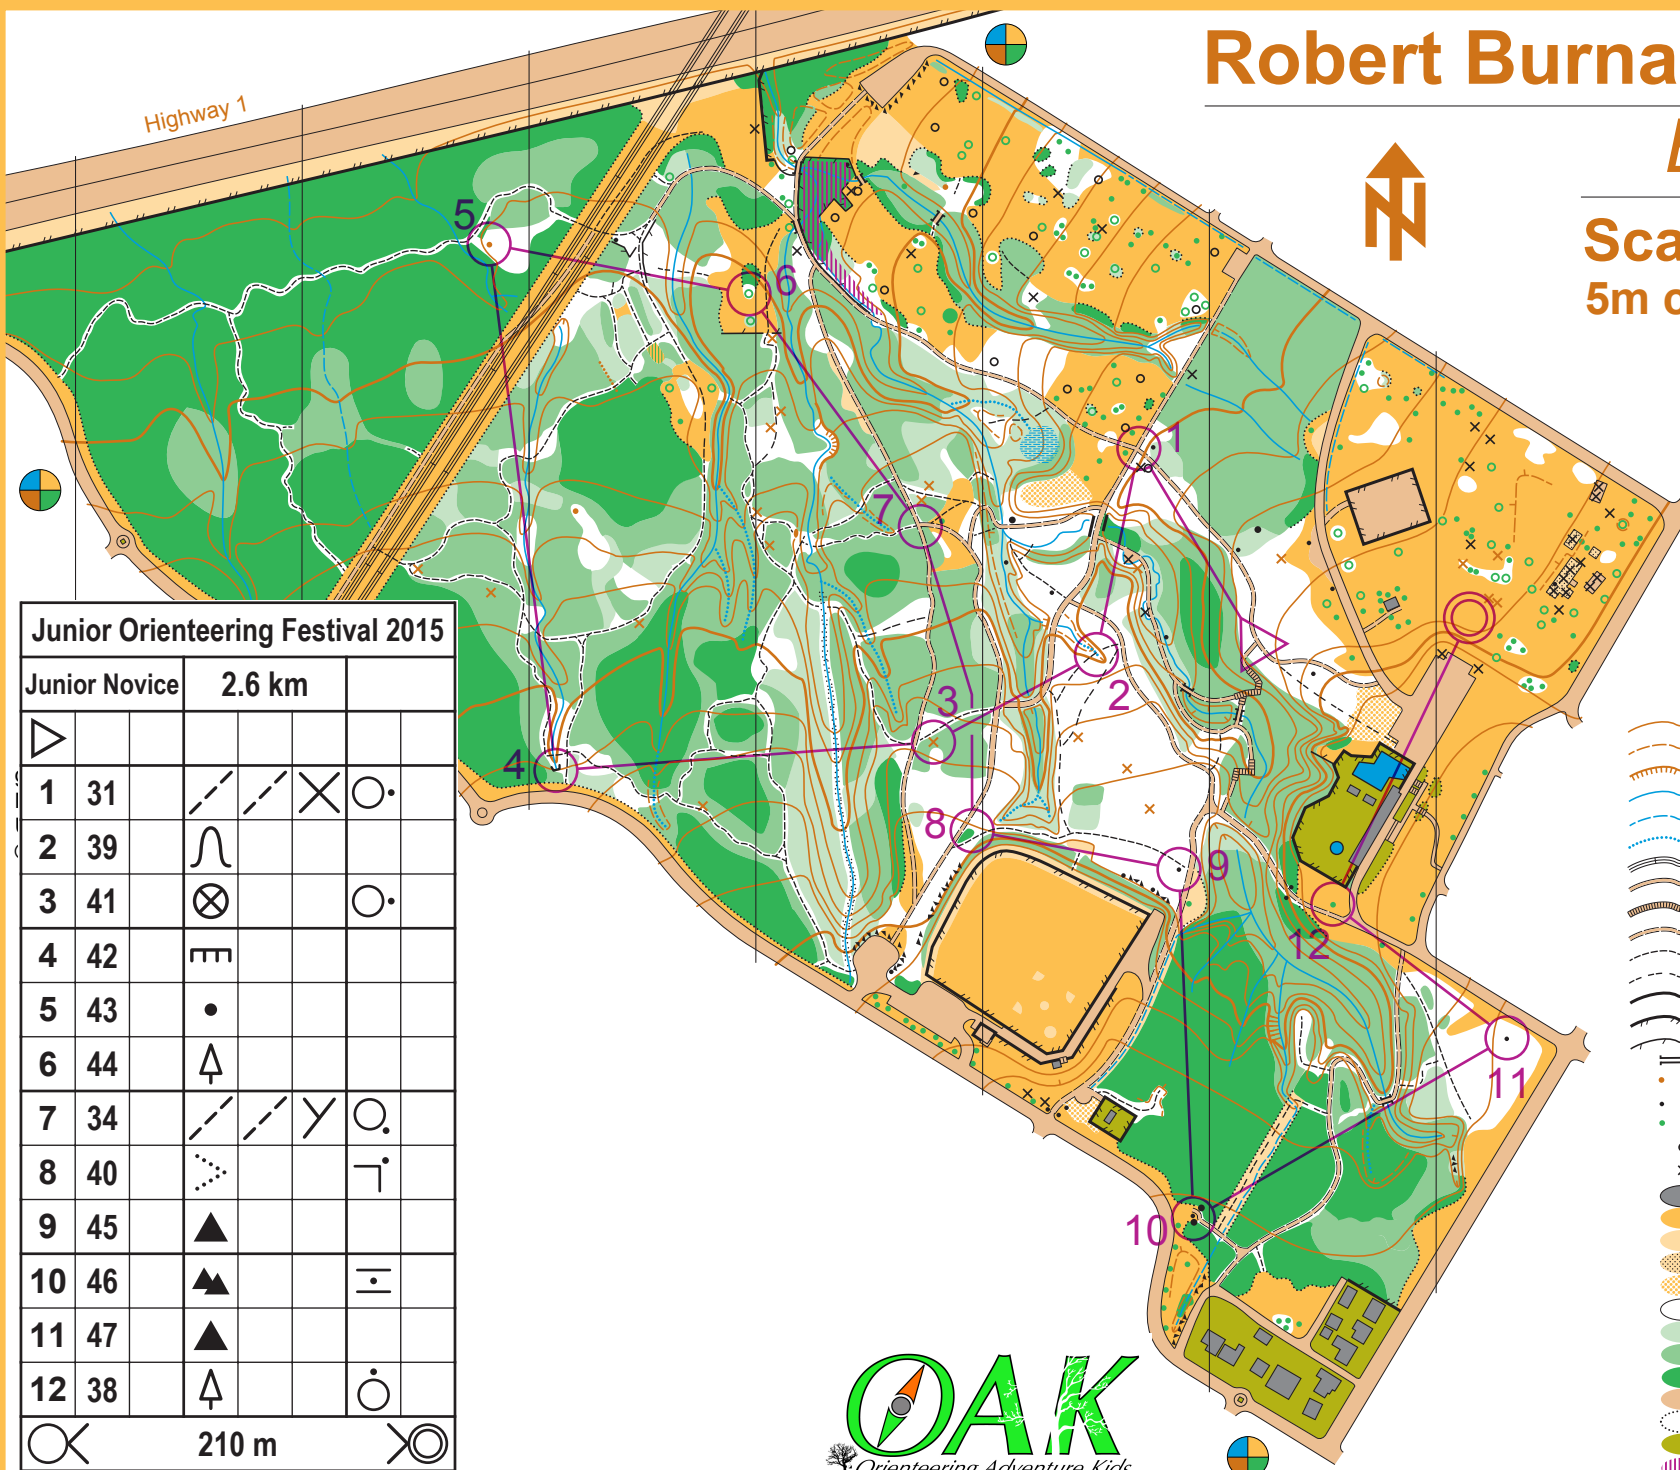 Robert Burna
Highway 1
Sca
5m c
5
6
1
7
2
3
4
8
9
12
11
10
Junior Orienteering Festival 2015
Junior Novice 2.6 km
1 31
2 39
3 41
4 42
5 43
6 44
7 34
8 40
9 45
10 46
11 47
12 38
210 m
OAK
Orienteering Adventure Kids